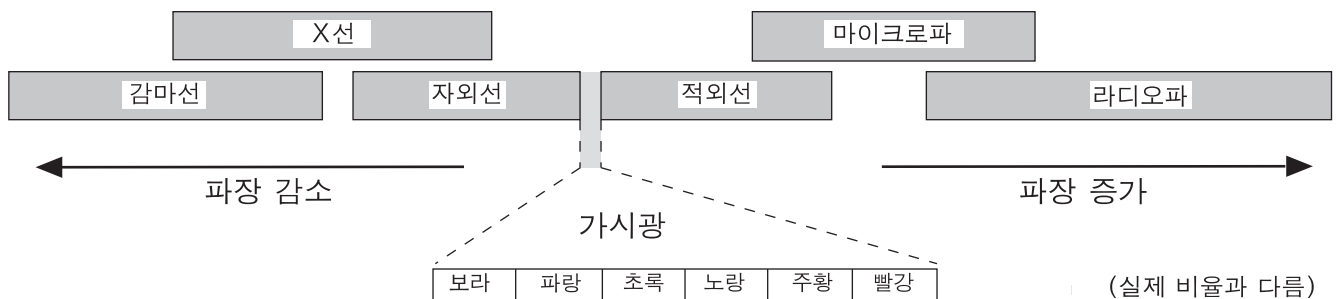 X선
마이크로파
감마선
자외선
적외선
라디오파
파장 감소
파장 증가
가시광
보라 파랑 초록 노랑 주황 빨강
(실제 비율과 다름)